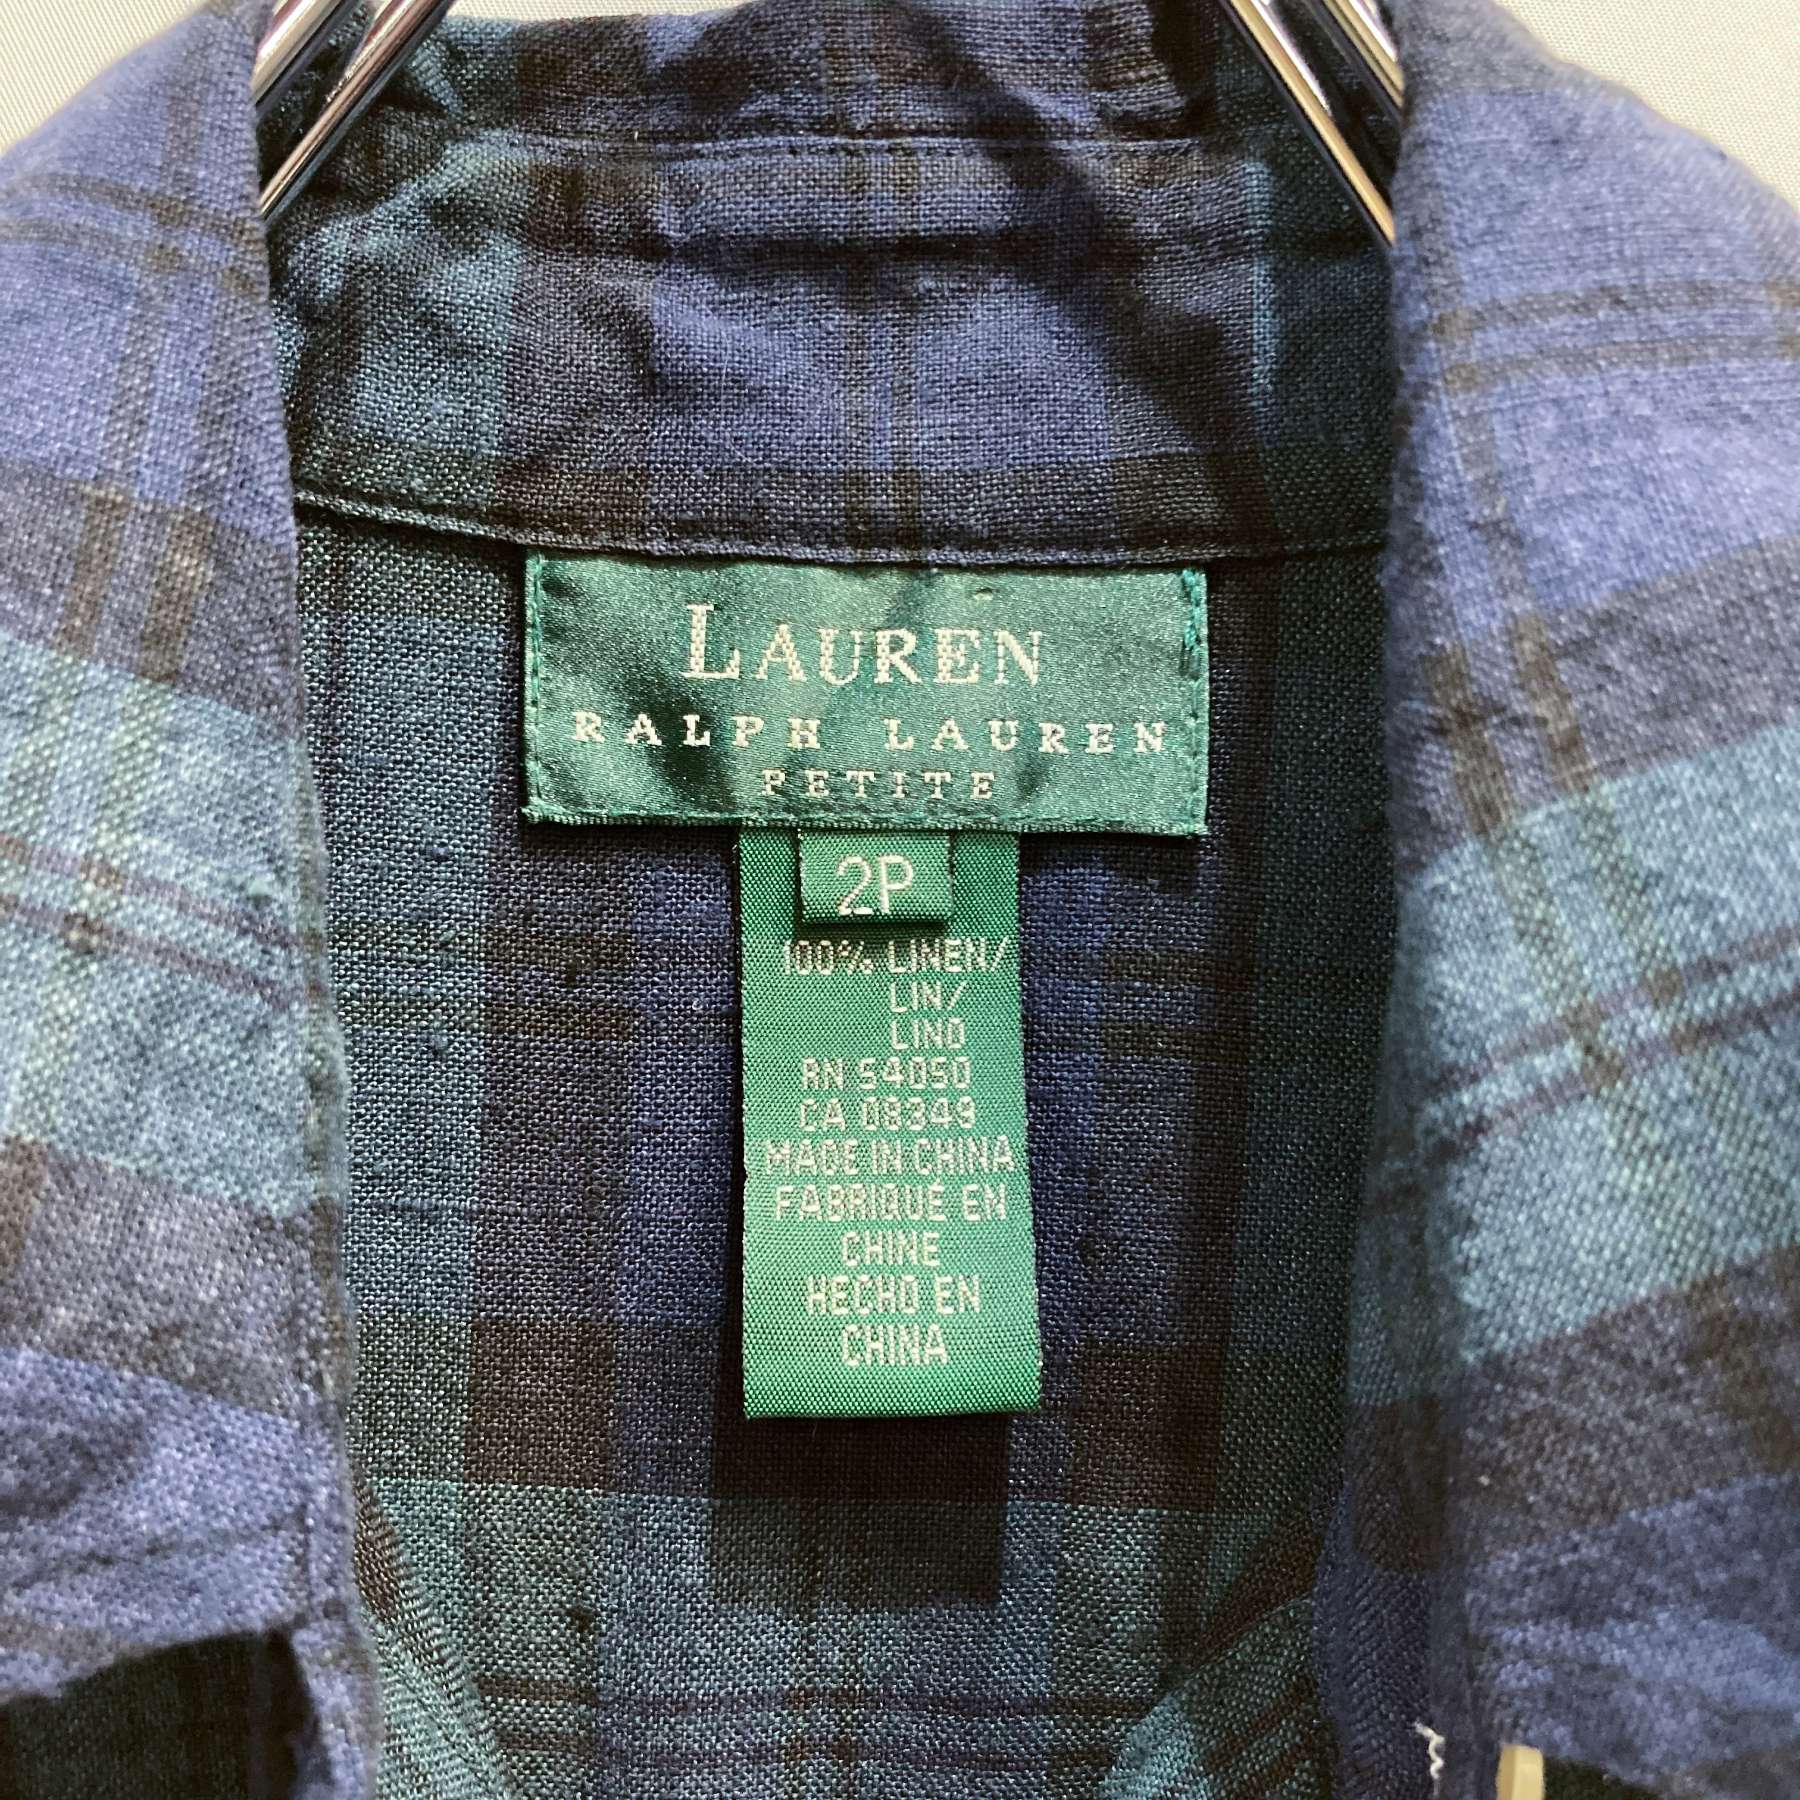 LAUREN
RALPH LAUREN
PETITE
2P
100% LINEN/
LIN/
LINO
RN 54050
CA 08349
MADE IN CHINA
FABRIQUÉ EN
CHINE
HECHO EN
CHINA